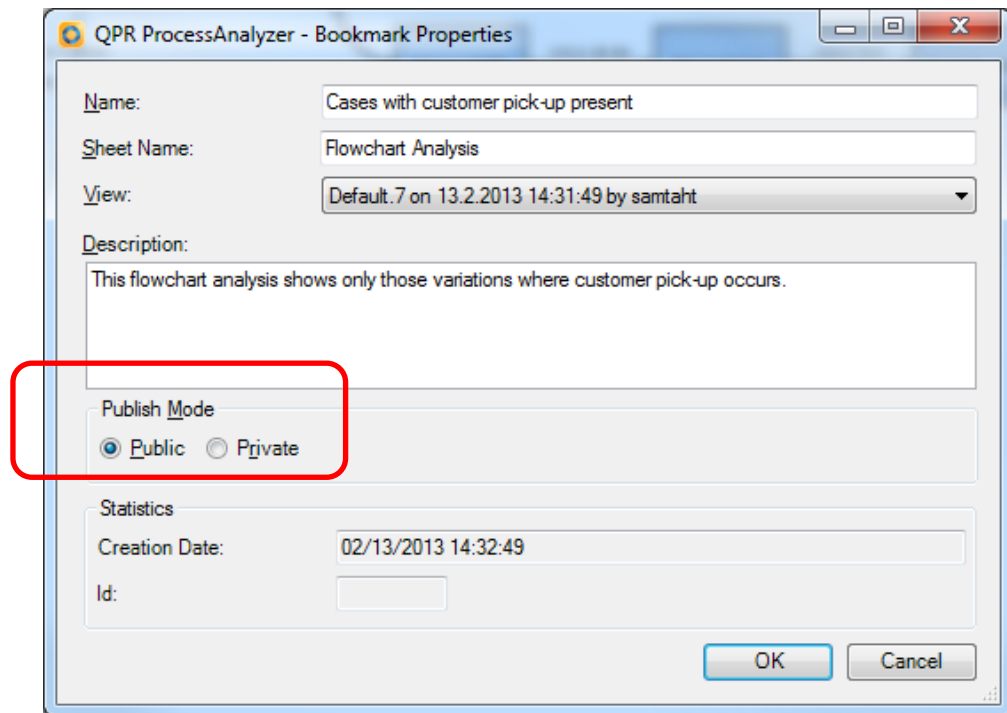 QPR ProcessAnalyzer - Bookmark Properties
Name: Cases with customer pick-up present
Sheet Name: Flowchart Analysis
View: Default.7 on 13.2.2013 14:31:49 by samtaht
Description:
This flowchart analysis shows only those variations where customer pick-up occurs.
Publish Mode
Public Private
Statistics
Creation Date: 02/13/2013 14:32:49
Id:
OK Cancel